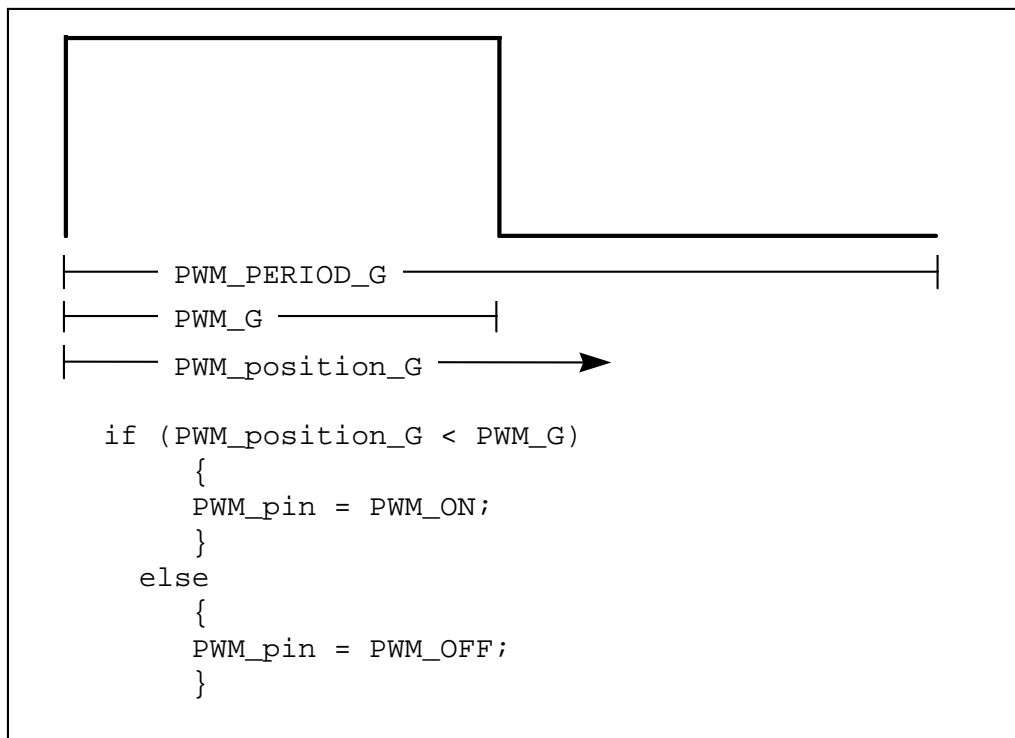 PWM_PERIOD_G
PWM_G
PWM_position_G
if (PWM_position_G < PWM_G)
{
PWM_pin = PWM_ON;
}
else
{
PWM_pin = PWM_OFF;
}